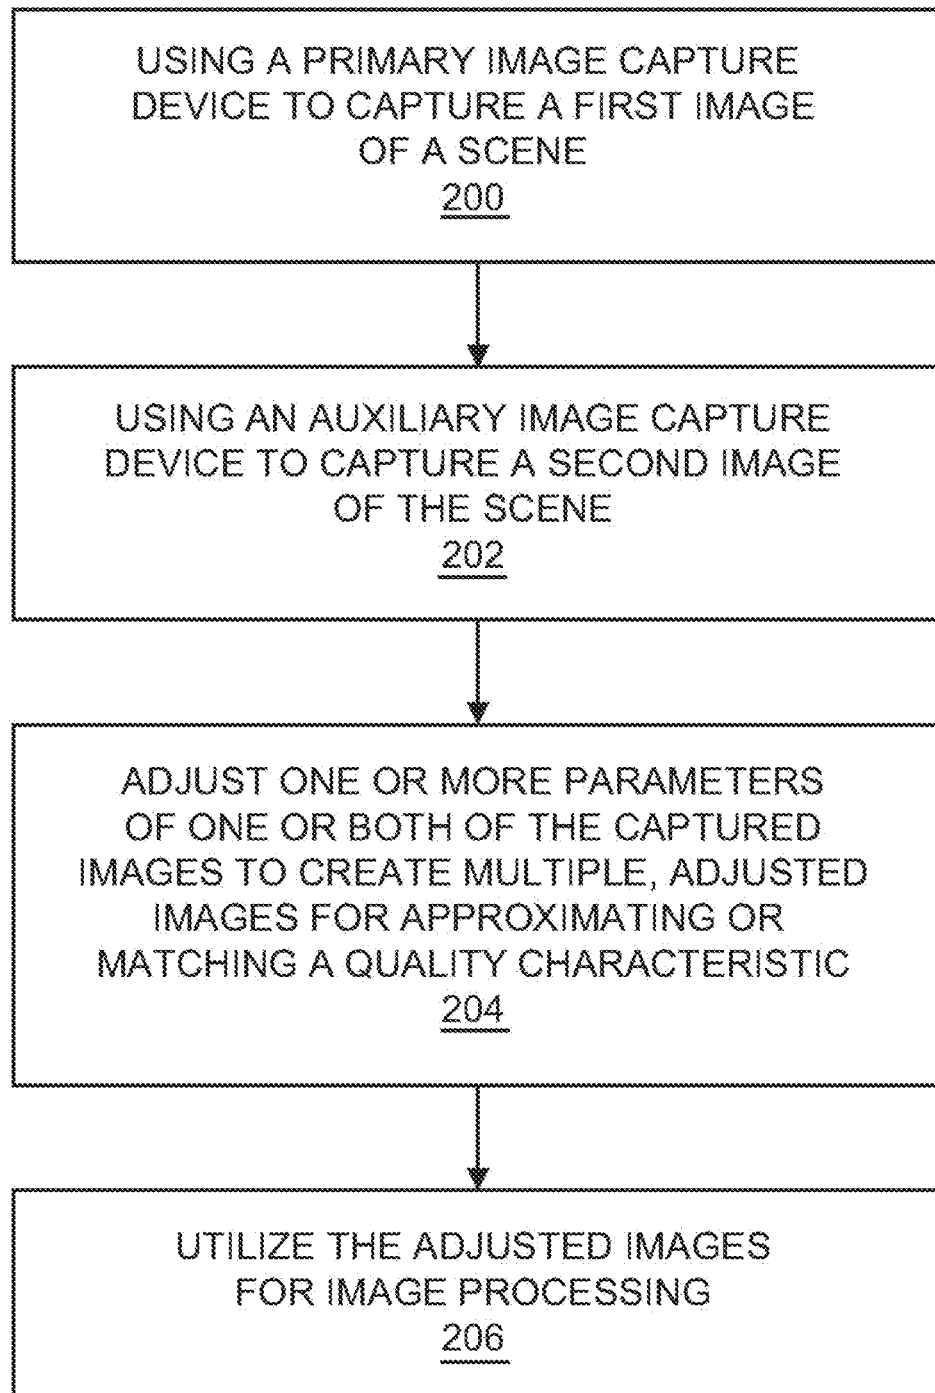 USING A PRIMARY IMAGE CAPTURE
DEVICE TO CAPTURE A FIRST IMAGE
OF A SCENE
200
USING AN AUXILIARY IMAGE CAPTURE
DEVICE TO CAPTURE A SECOND IMAGE
OF THE SCENE
202
ADJUST ONE OR MORE PARAMETERS
OF ONE OR BOTH OF THE CAPTURED
IMAGES TO CREATE MULTIPLE, ADJUSTED
IMAGES FOR APPROXIMATING OR
MATCHING A QUALITY CHARACTERISTIC
204
UTILIZE THE ADJUSTED IMAGES
FOR IMAGE PROCESSING
206